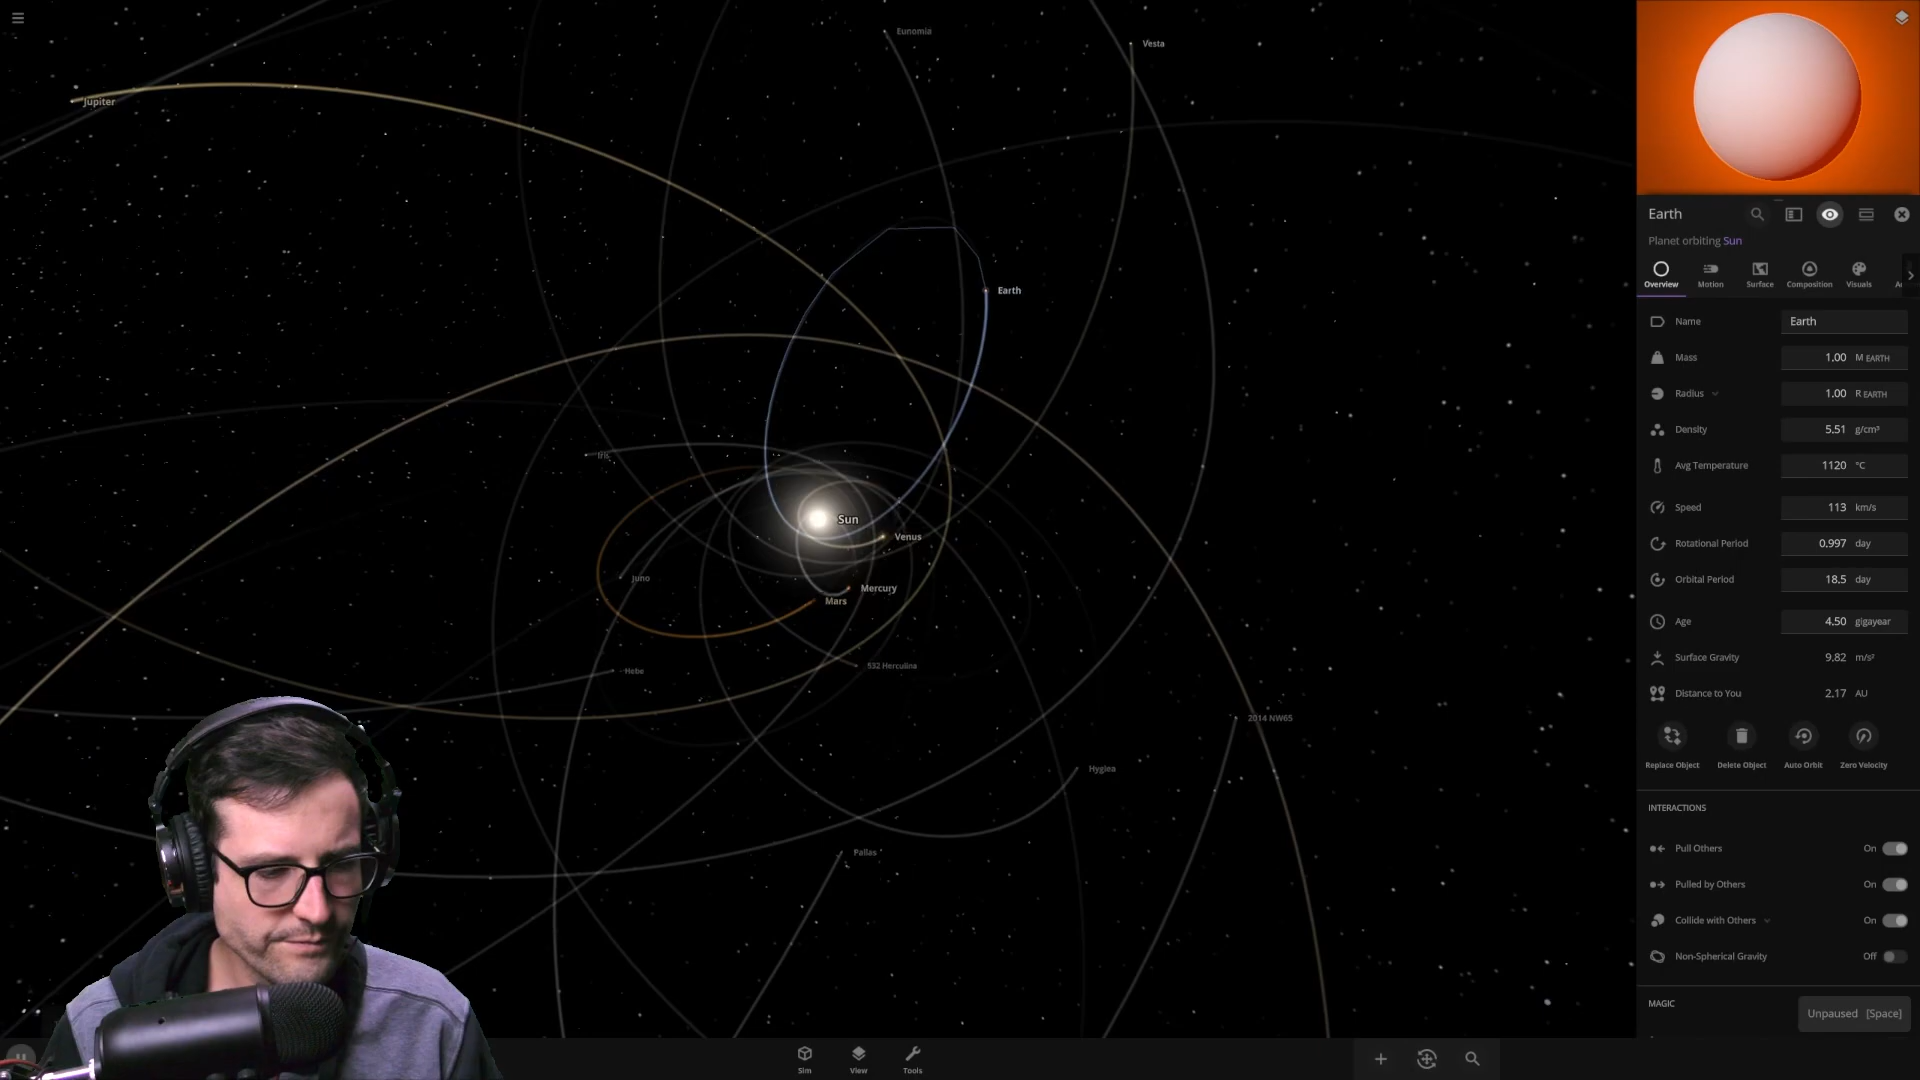 Eunomia
Vesta
Jupiter
Earth
Iris
Sun
Venus
Juno
Mercury
Mars
532 Herculina
Hebe
2014 NW65
Hygiea
Pallas
Earth
Planet orbiting Sun
Overview Motion Surface Composition Visuals
Name Earth
Mass 1.00 M EARTH
Radius 1.00 R EARTH
Density 5.51 g/cm³
Avg Temperature 1120 °C
Speed 113 km/s
Rotational Period 0.997 day
Orbital Period 18.5 day
Age 4.50 gigayear
Surface Gravity 9.82 m/s²
Distance to You 2.17 AU
Replace Object Delete Object Auto Orbit Zero Velocity
INTERACTIONS
Pull Others On
Pulled by Others On
Collide with Others On
Non-Spherical Gravity Off
MAGIC
Unpaused [Space]
Sim View Tools